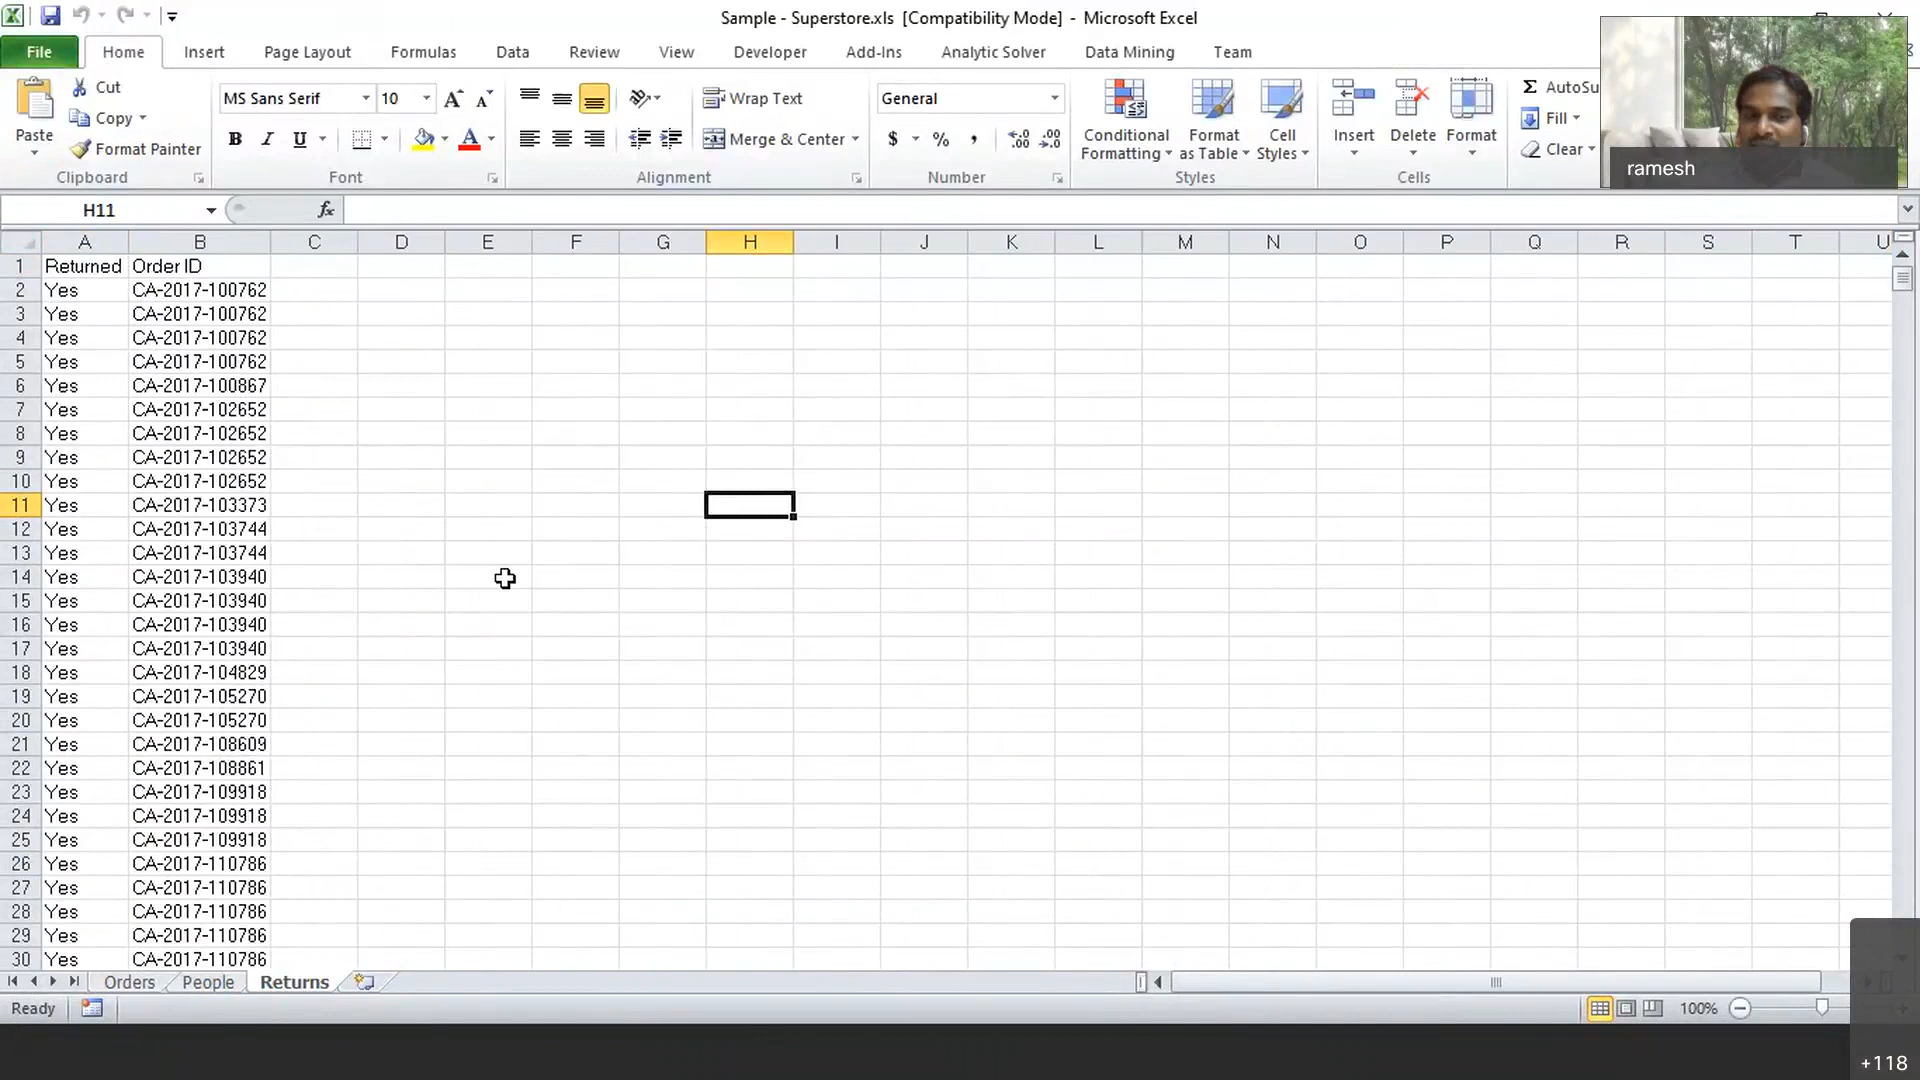 Sample - Superstore.xls [Compatibility Mode] - Microsoft Excel
File Home Insert Page Layout Formulas Data Review View Developer Add-Ins Analytic Solver Data Mining Team
Paste
Cut
Copy
Format Painter
Clipboard
MS Sans Serif 10
B I U A
Font
Wrap Text
Merge & Center
Alignment
General
$ % ,
Number
Conditional Formatting
Format as Table
Cell Styles
Styles
Insert Delete Format
Cells
Σ AutoSu
Fill
Clear
ramesh
H11 fx
A B C D E F G H I J K L M N O P Q R S T U
1 Returned Order ID
2 Yes CA-2017-100762
3 Yes CA-2017-100762
4 Yes CA-2017-100762
5 Yes CA-2017-100762
6 Yes CA-2017-100867
7 Yes CA-2017-102652
8 Yes CA-2017-102652
9 Yes CA-2017-102652
10 Yes CA-2017-102652
11 Yes CA-2017-103373
12 Yes CA-2017-103744
13 Yes CA-2017-103744
14 Yes CA-2017-103940
15 Yes CA-2017-103940
16 Yes CA-2017-103940
17 Yes CA-2017-103940
18 Yes CA-2017-104829
19 Yes CA-2017-105270
20 Yes CA-2017-105270
21 Yes CA-2017-108609
22 Yes CA-2017-108861
23 Yes CA-2017-109918
24 Yes CA-2017-109918
25 Yes CA-2017-109918
26 Yes CA-2017-110786
27 Yes CA-2017-110786
28 Yes CA-2017-110786
29 Yes CA-2017-110786
30 Yes CA-2017-110786
Orders People Returns
Ready 100%
+118